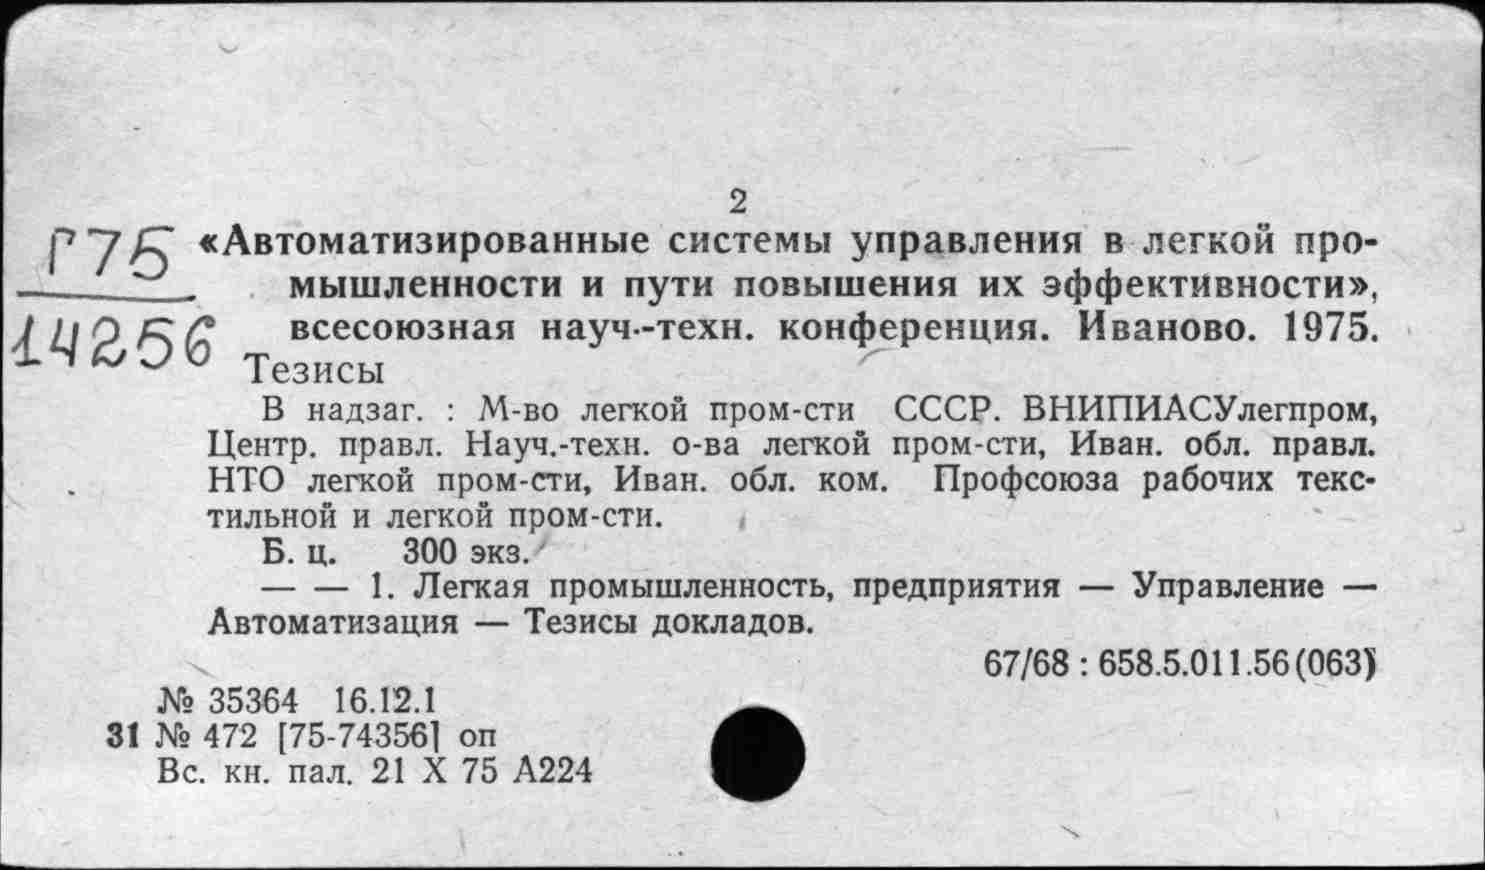 2
Г75
14256
«Автоматизированные системы управления в легкой про-
мышленности и пути повышения их эффективности»,
всесоюзная науч.-техн. конференция. Иваново. 1975.
Тезисы
В надзаг. : М-во легкой пром-сти СССР. ВНИПИАСУлегпром,
Центр. правл. Науч.-техн. о-ва легкой пром-сти, Иван. обл. правл.
НТО легкой пром-сти, Иван. обл. ком. Профсоюза рабочих текс-
тильной и легкой пром-сти.
Б. ц. 300 экз.
— — 1. Легкая промышленность, предприятия — Управление —
Автоматизация — Тезисы докладов.
67/68 : 658.5.011.56(063)
№ 35364 16.12.1
31 № 472 [75-74356] оп
Вс. кн. пал. 21 X 75 А224